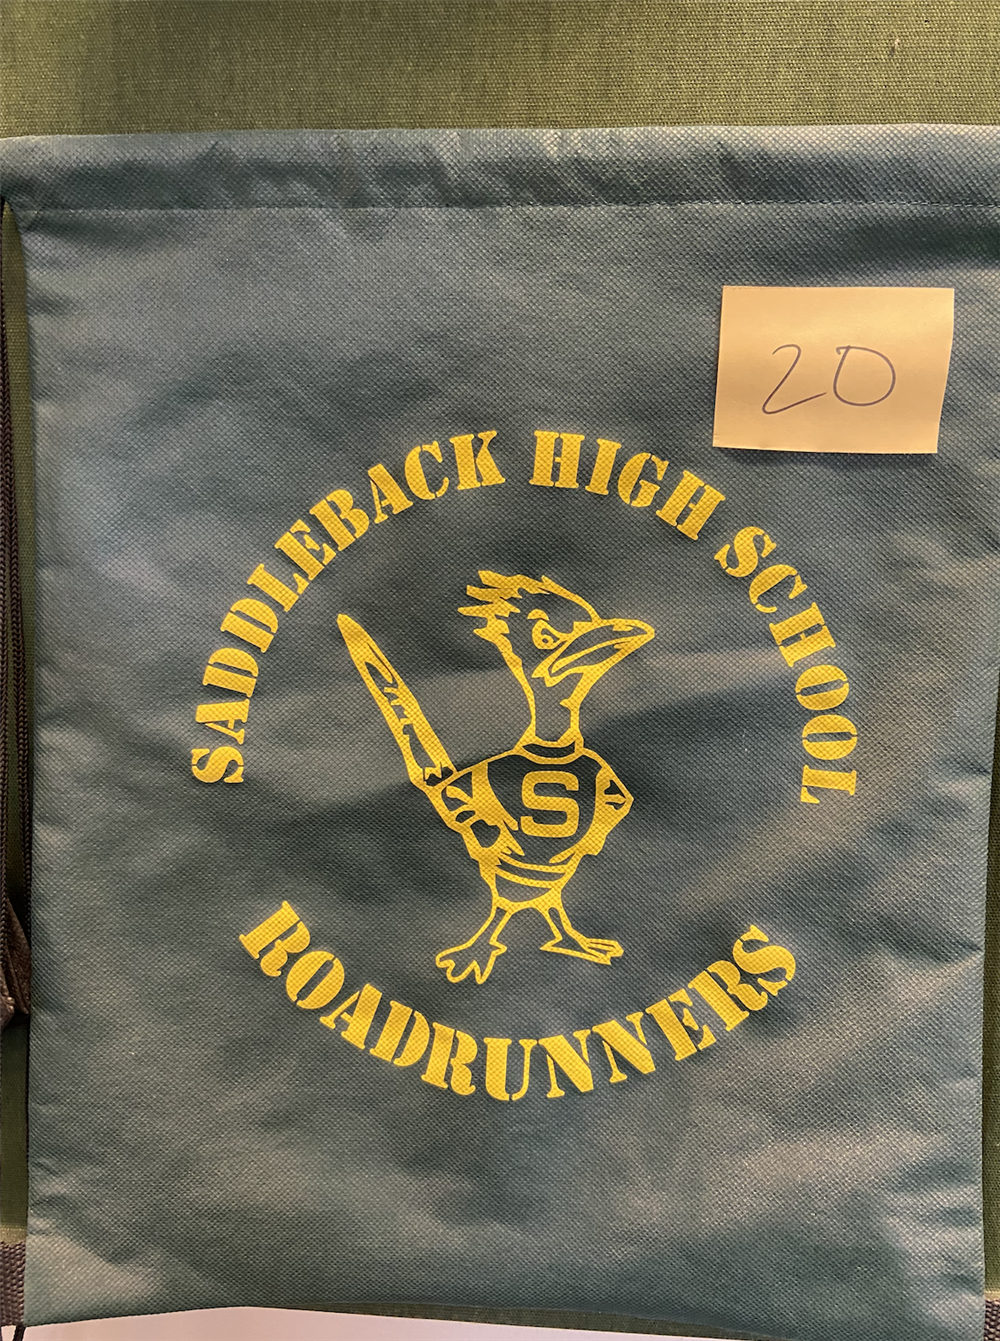 20
SADDLEBACK HIGH SCHOOL
S
ROADRUNNERS